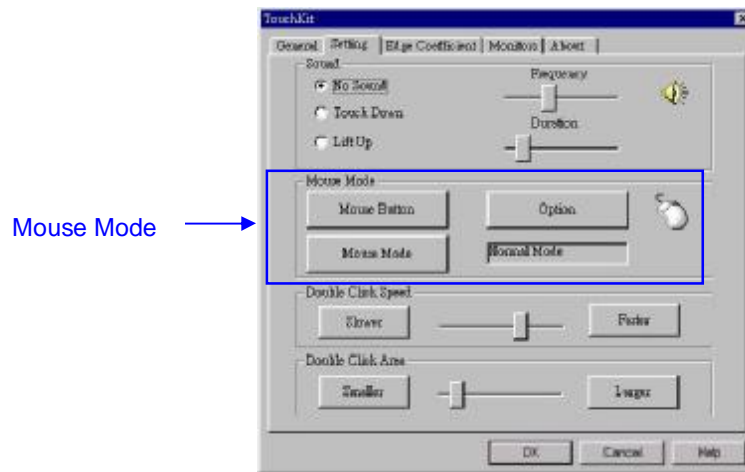 TouchKit
General Setting Edge Coefficient Monitors About
Sound
No Sound
Frequency
Touch Down
Duration
Lift Up
Mouse Mode
Mouse Mode
Mouse Button Option
Mouse Mode Normal Mode
Double Click Speed
Slower Faster
Double Click Area
Smaller Larger
OK Cancel Help